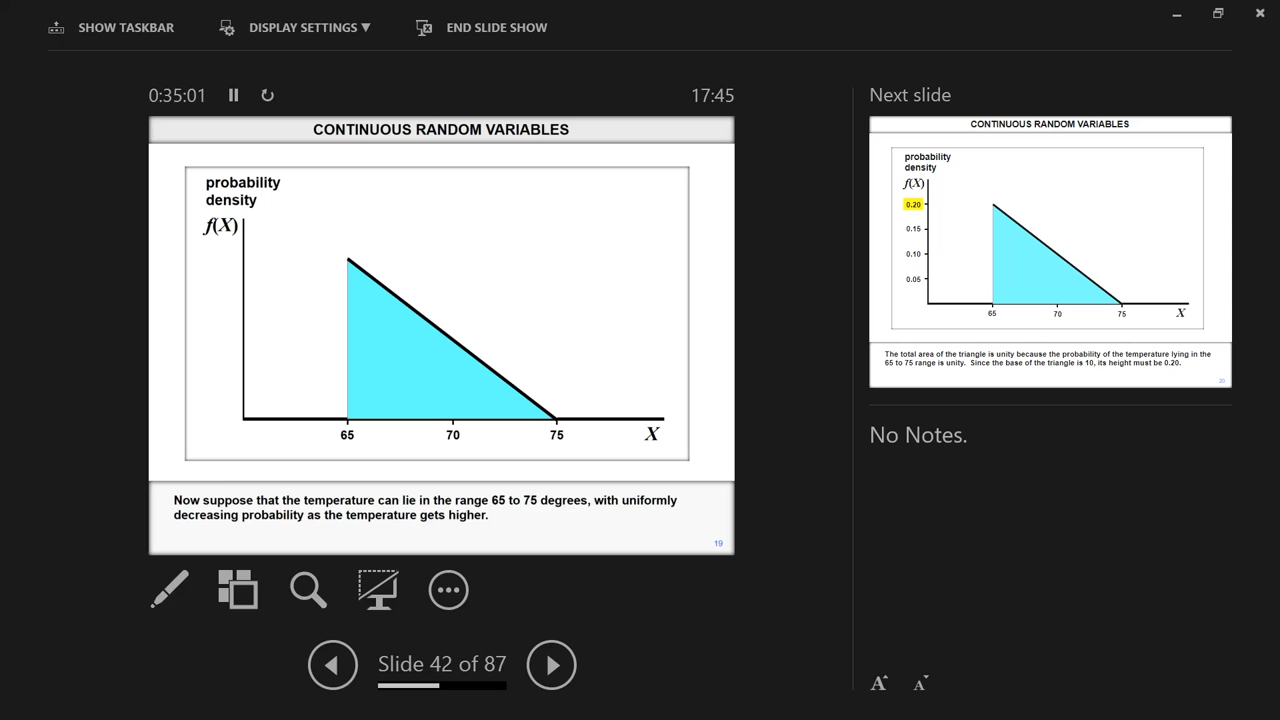 SHOW TASKBAR
DISPLAY SETTINGS ▼
END SLIDE SHOW
0:35:01
17:45
CONTINUOUS RANDOM VARIABLES
probability
density
f(X)
65
70
75
X
Now suppose that the temperature can lie in the range 65 to 75 degrees, with uniformly
decreasing probability as the temperature gets higher.
19
Slide 42 of 87
Next slide
CONTINUOUS RANDOM VARIABLES
probability
density
f(X)
0.20
0.15
0.10
0.05
65
70
75
X
The total area of the triangle is unity because the probability of the temperature lying in the
65 to 75 range is unity. Since the base of the triangle is 10, its height must be 0.20.
20
No Notes.
A
A